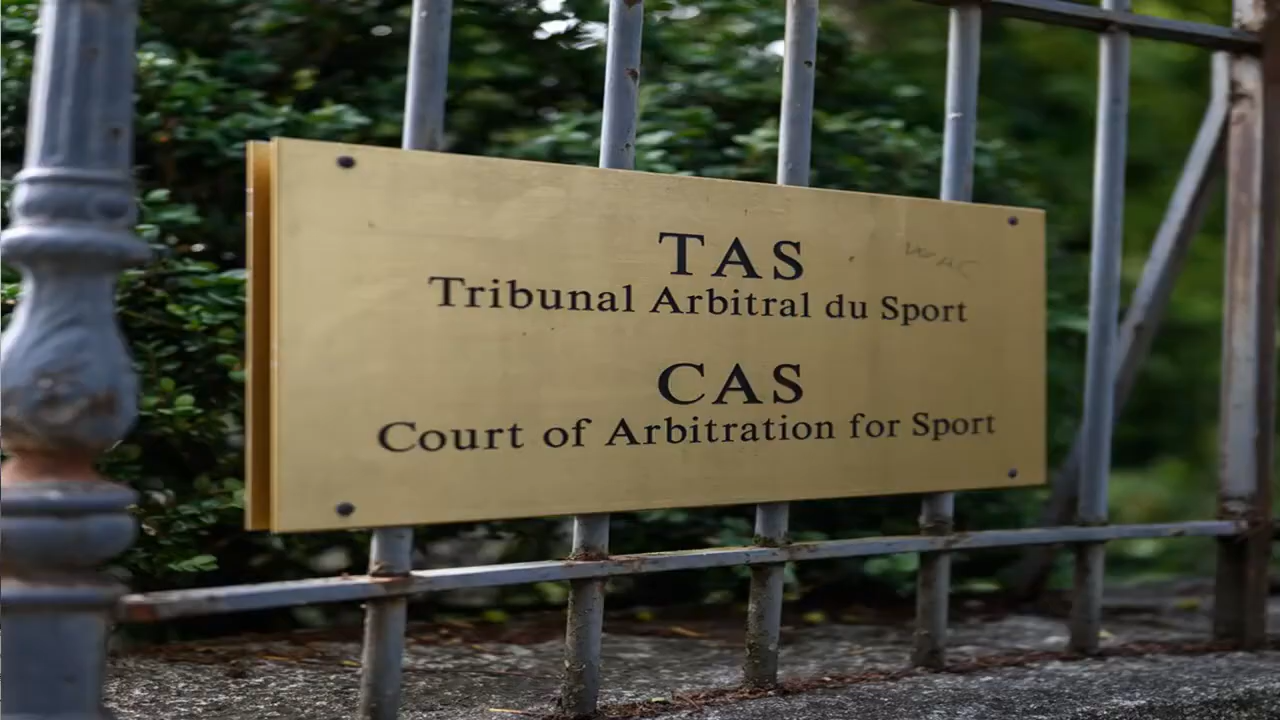 TAS
Tribunal Arbitral du Sport
CAS
Court of Arbitration for Sport